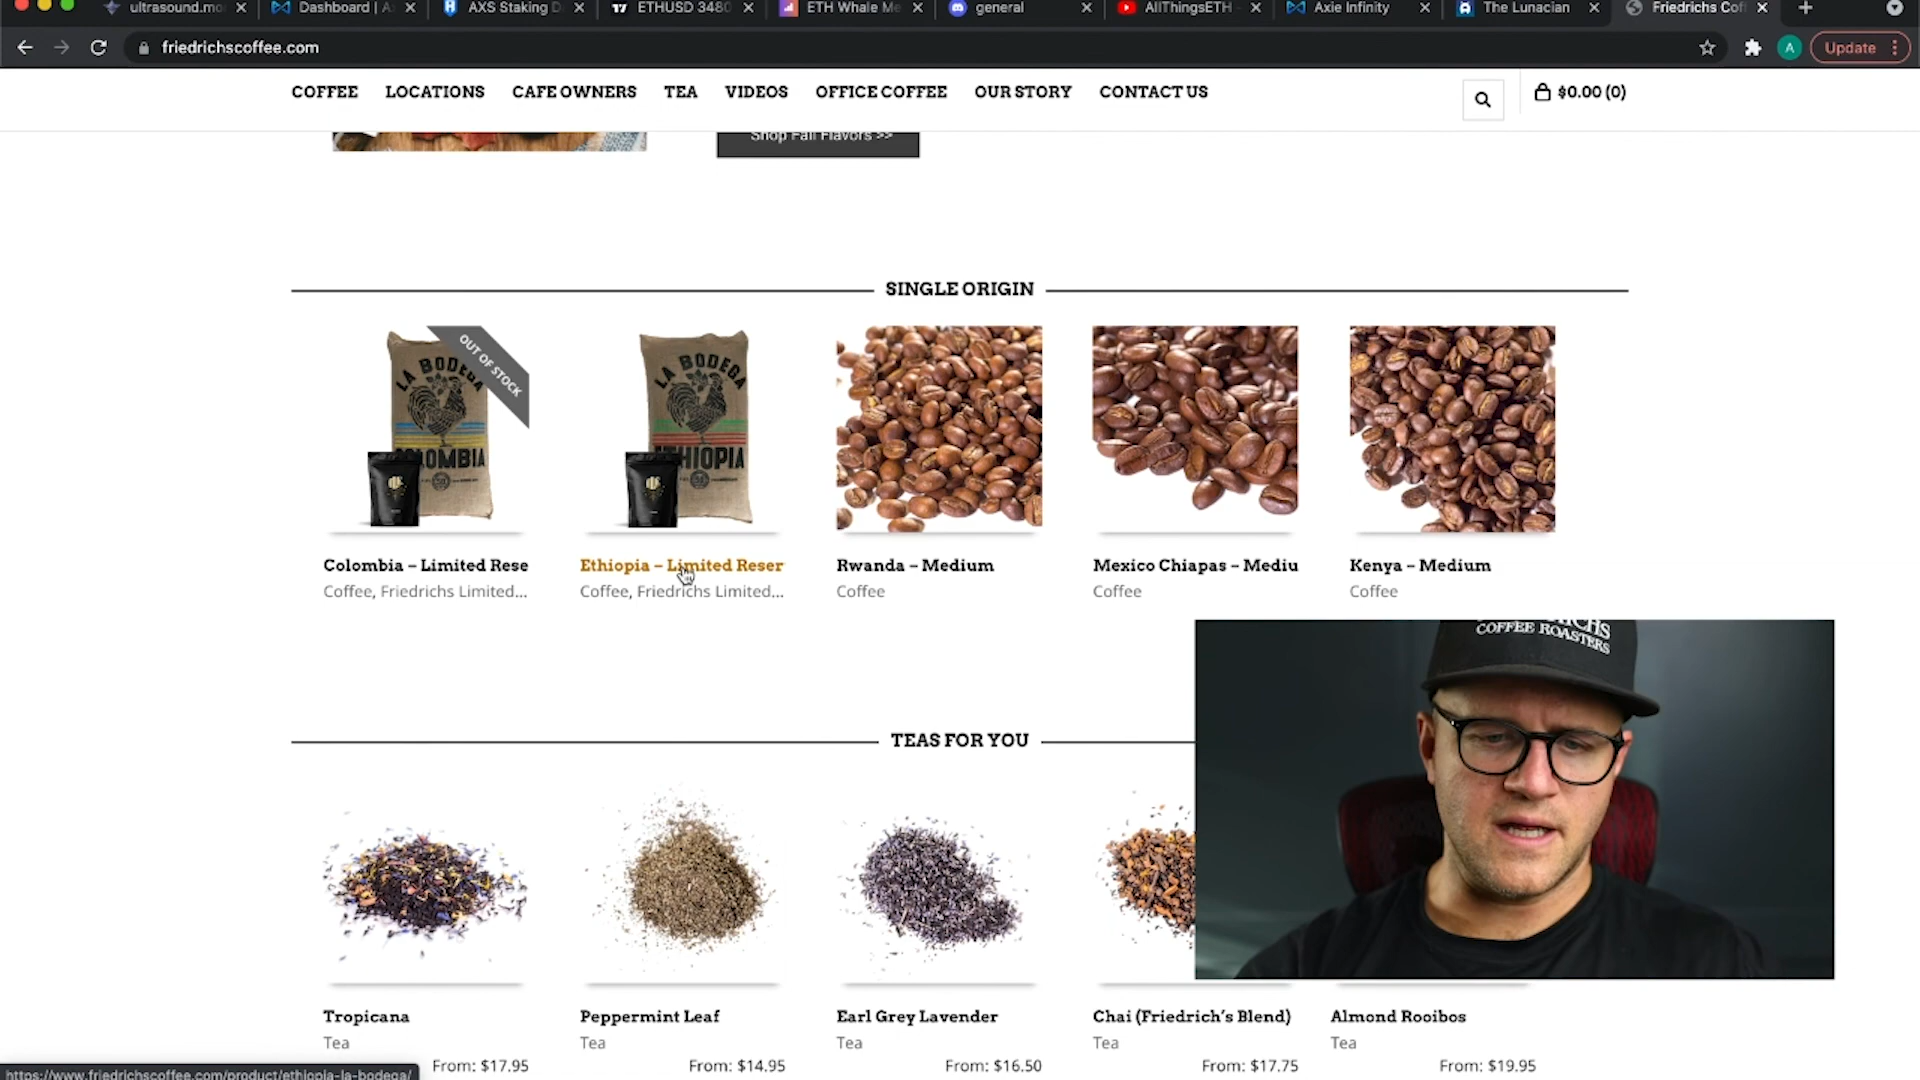 ultrasound.mo
Dashboard | A
AXS Staking D
ETHUSD 3480
ETH Whale Me
general
AllThingsETH -
Axie Infinity
The Lunacian
Friedrichs Cof
friedrichscoffee.com
A
Update
COFFEE
LOCATIONS
CAFE OWNERS
TEA
VIDEOS
OFFICE COFFEE
OUR STORY
CONTACT US
$0.00 (0)
Shop Fall Flavors >>
SINGLE ORIGIN
OUT OF STOCK
LA BODEGA
COLOMBIA
LA BODEGA
ETHIOPIA
Colombia – Limited Rese
Coffee, Friedrichs Limited...
Ethiopia – Limited Reser
Coffee, Friedrichs Limited...
Rwanda – Medium
Coffee
Mexico Chiapas – Mediu
Coffee
Kenya – Medium
Coffee
COFFEE ROASTERS
TEAS FOR YOU
Tropicana
Tea
From: $17.95
Peppermint Leaf
Tea
From: $14.95
Earl Grey Lavender
Tea
From: $16.50
Chai (Friedrich's Blend)
Tea
From: $17.75
Almond Rooibos
Tea
From: $19.95
https://www.friedrichscoffee.com/product/ethiopia-la-bodega/